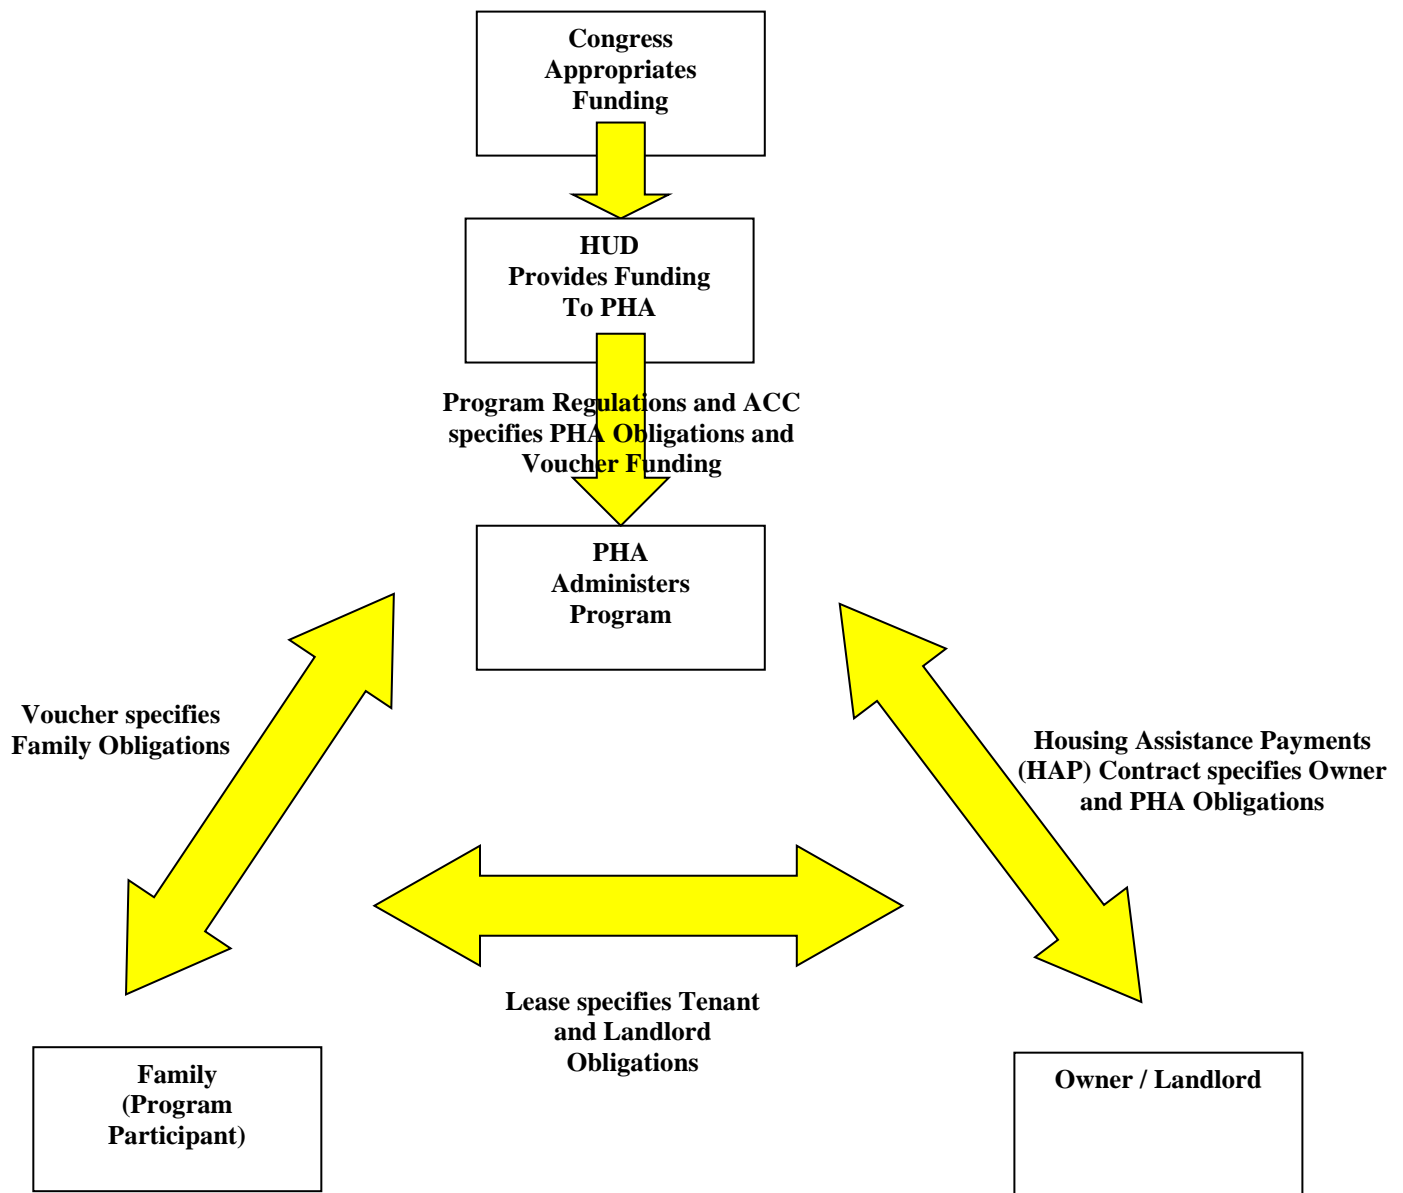 Congress
Appropriates
Funding
HUD
Provides Funding
To PHA
Program Regulations and ACC
specifies PHA Obligations and
Voucher Funding
PHA
Administers
Program
Voucher specifies
Family Obligations
Housing Assistance Payments
(HAP) Contract specifies Owner
and PHA Obligations
Lease specifies Tenant
and Landlord
Obligations
Family
(Program
Participant)
Owner / Landlord